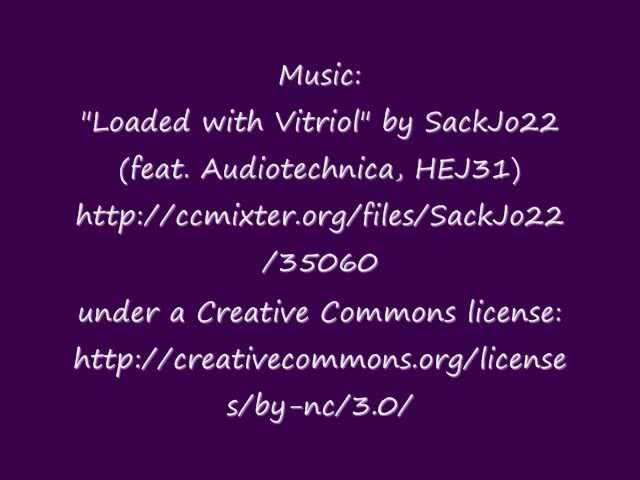 Music:
"Loaded with Vitriol" by SackJo22
(feat. Audiotechnica, HEJ31)
http://ccmixter.org/files/SackJo22
/35060
under a Creative Commons license:
http://creativecommons.org/license
s/by-nc/3.0/